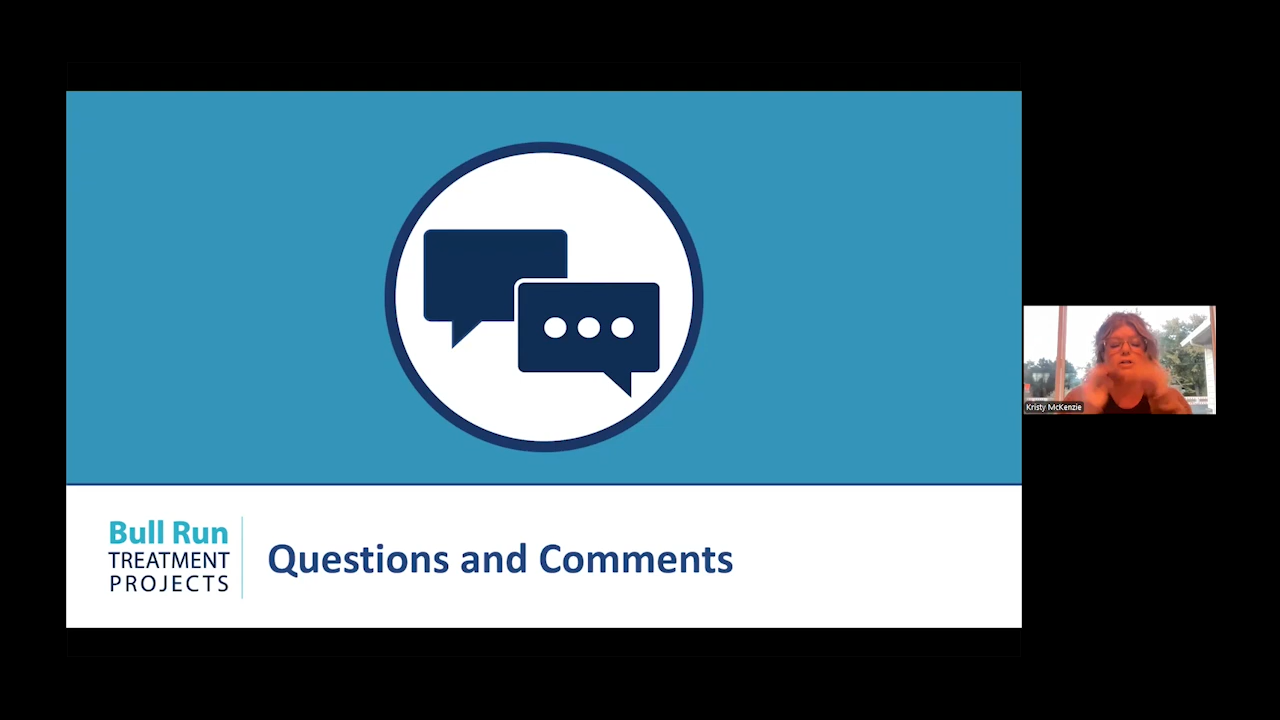 Bull Run
TREATMENT
PROJECTS
Questions and Comments
Kristy McKenzie